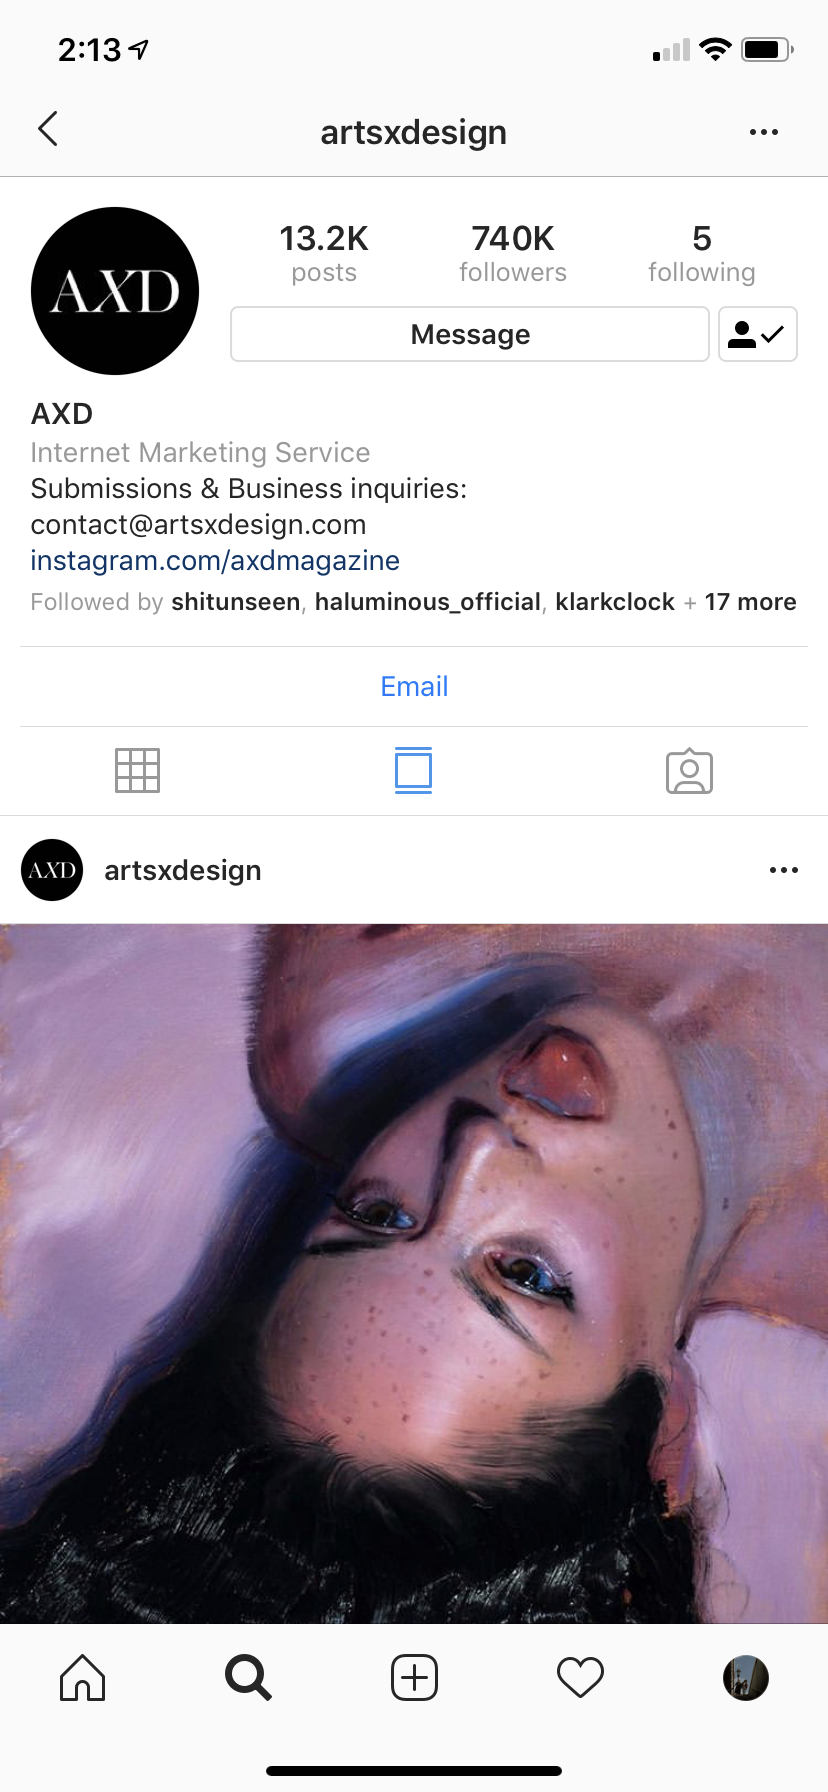 2:13
artsxdesign
AXD
13.2K 740K 5
posts followers following
Message
AXD
Internet Marketing Service
Submissions & Business inquiries:
contact@artsxdesign.com
instagram.com/axdmagazine
Followed by shitunseen, haluminous_official, klarkclock + 17 more
Email
AXD artsxdesign